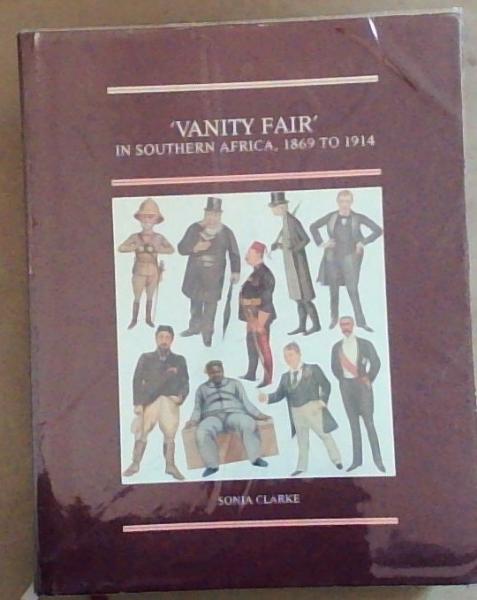 'VANITY FAIR'
IN SOUTHERN AFRICA, 1869 TO 1914
SONIA CLARKE